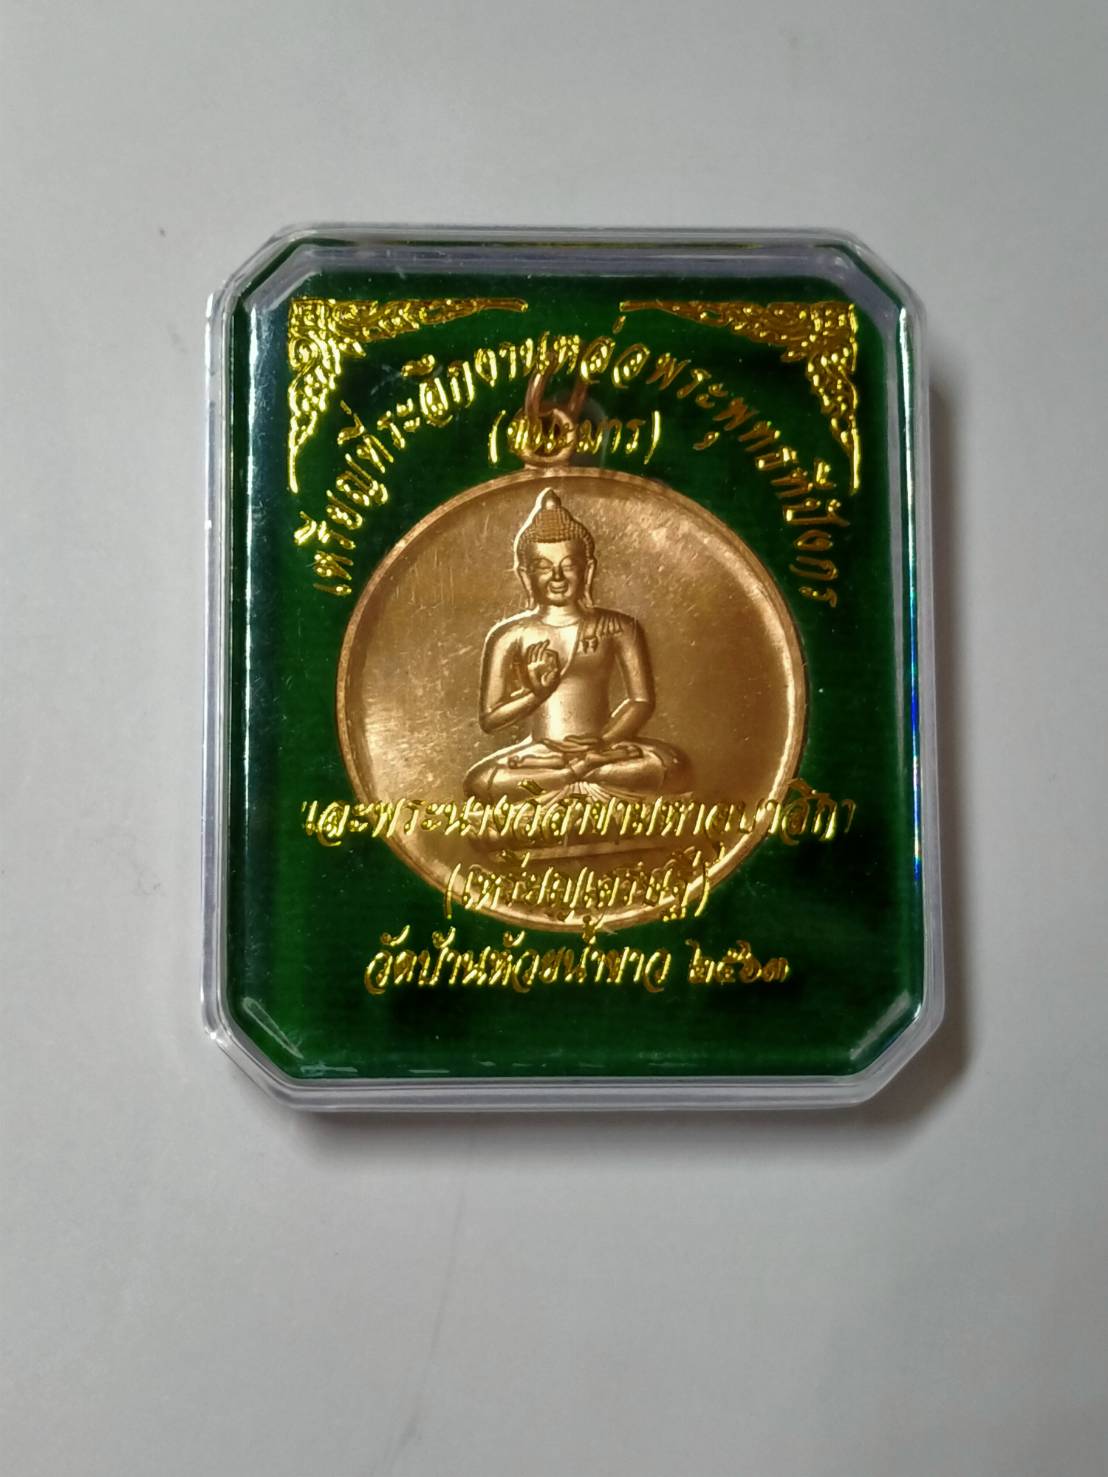 เหรียญที่ระลึกงานหล่อพระพุทธทีปังกร
(ชนะมาร)
และพระนางวิสาขามหาอุบาสิกา
(เหรียญเศรษฐี)
วัดบ้านห้วยน้ำขาว ๒๕๖๓